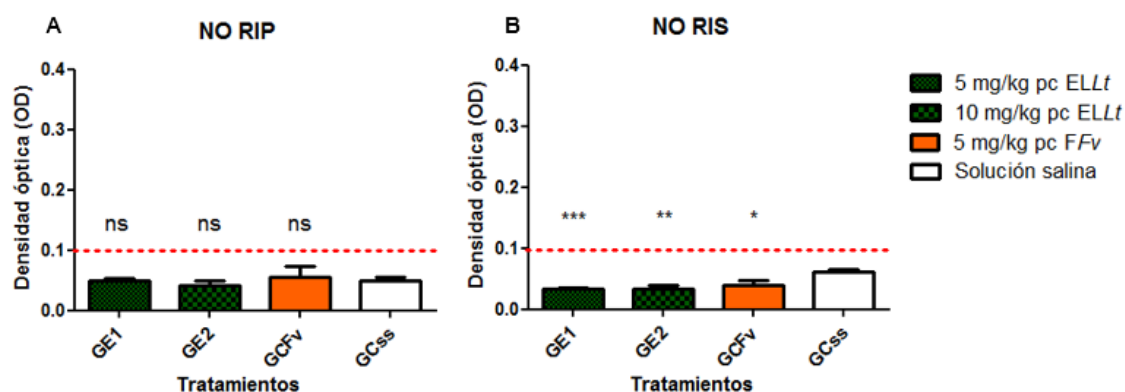 A
NO RIP
Densidad óptica (OD)
0.4
0.3
0.2
0.1
0.0
ns
ns
ns
GE1
GE2
GCFv
GCss
Tratamientos
B
NO RIS
Densidad óptica (OD)
0.4
0.3
0.2
0.1
0.0
***
**
*
GE1
GE2
GCFv
GCss
Tratamientos
5 mg/kg pc ELLt
10 mg/kg pc ELLt
5 mg/kg pc FFv
Solución salina